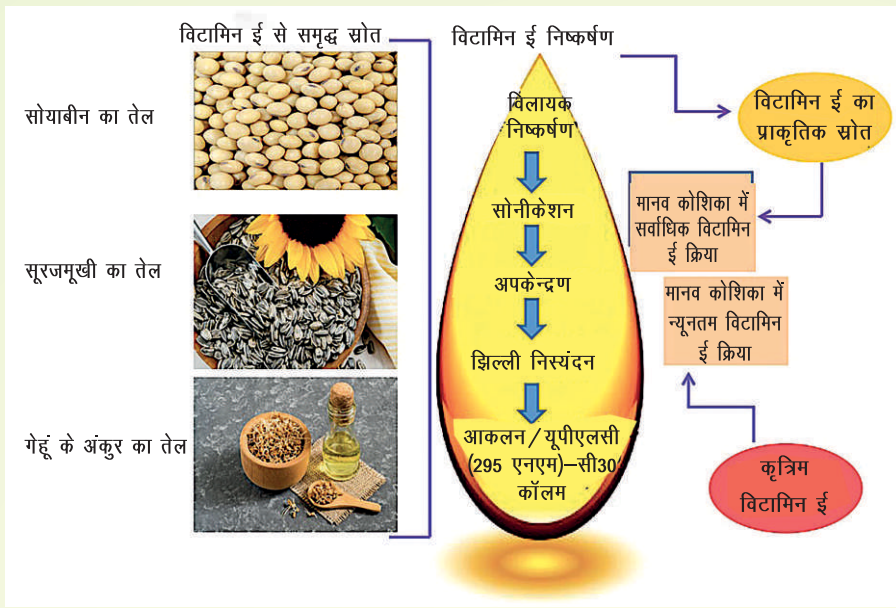 विटामिन ई से समृद्ध स्रोत
सोयाबीन का तेल
सूरजमूखी का तेल
गेहूं के अंकुर का तेल
विटामिन ई निष्कर्षण
विलायक
निष्कर्षण
सोनीकेशन
अपकेन्द्रण
झिल्ली निस्यंदन
आकलन/यूपीएलसी
(295 एनएम)–सी30
कॉलम
विटामिन ई का
प्राकृतिक स्रोत
मानव कोशिका में
सर्वाधिक विटामिन
ई क्रिया
मानव कोशिका में
न्यूनतम विटामिन
ई क्रिया
कृत्रिम
विटामिन ई